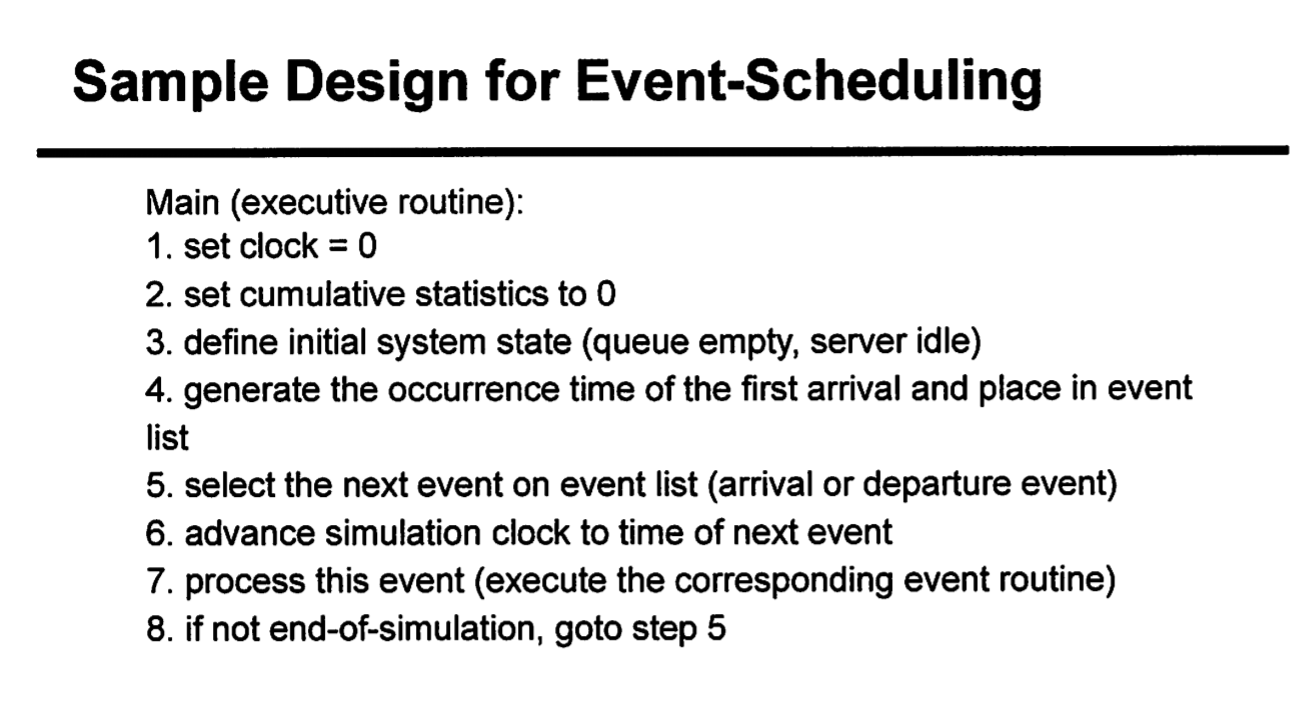 Sample Design for Event-Scheduling
Main (executive routine):
1. set clock = 0
2. set cumulative statistics to 0
3. define initial system state (queue empty, server idle)
4. generate the occurrence time of the first arrival and place in event
list
5. select the next event on event list (arrival or departure event)
6. advance simulation clock to time of next event
7. process this event (execute the corresponding event routine)
8. if not end-of-simulation, goto step 5